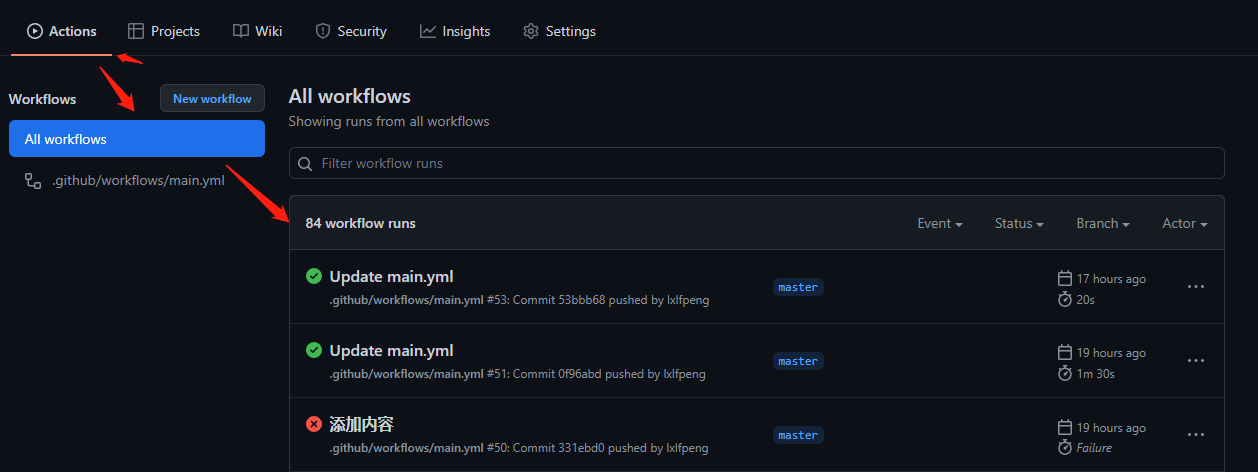 Actions Projects Wiki Security Insights Settings
Workflows New workflow
All workflows
.github/workflows/main.yml
All workflows
Showing runs from all workflows
Filter workflow runs
84 workflow runs Event Status Branch Actor
Update main.yml
.github/workflows/main.yml #53: Commit 53bbb68 pushed by lxlfpeng
master
17 hours ago
20s
Update main.yml
.github/workflows/main.yml #51: Commit 0f96abd pushed by lxlfpeng
master
19 hours ago
1m 30s
添加内容
.github/workflows/main.yml #50: Commit 331ebd0 pushed by lxlfpeng
master
19 hours ago
Failure